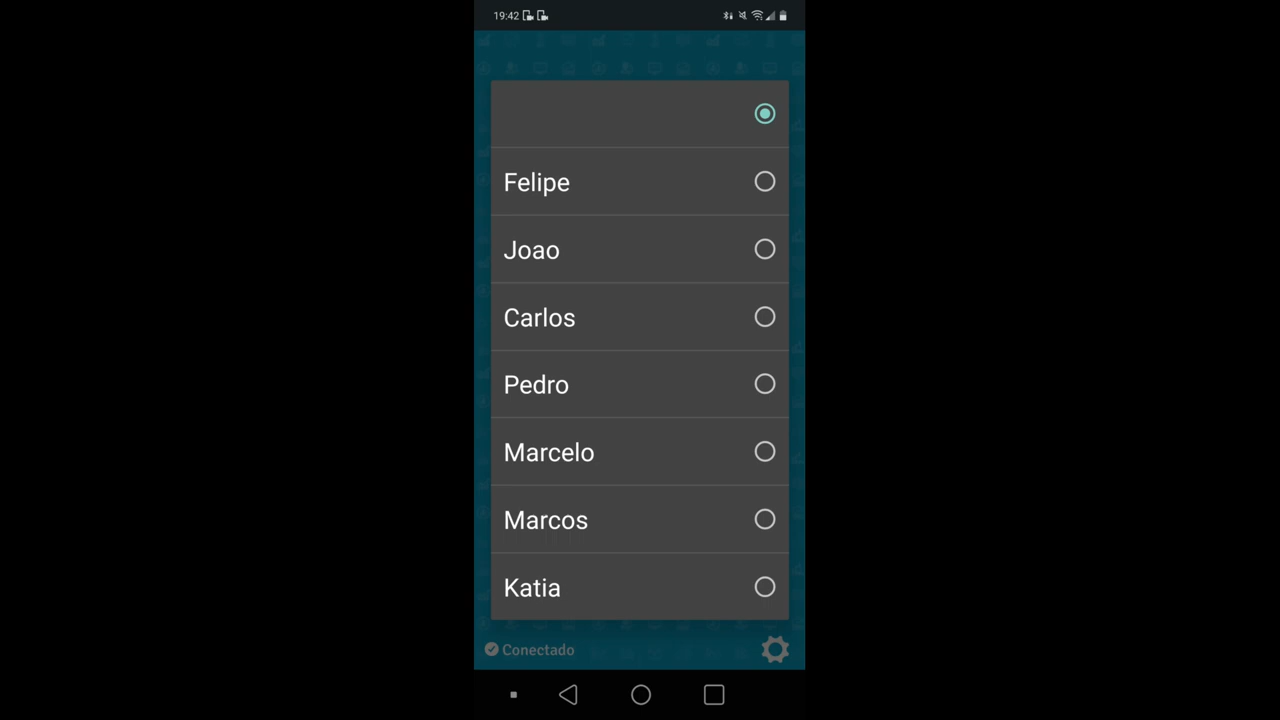 19:42
Felipe
Joao
Carlos
Pedro
Marcelo
Marcos
Katia
Conectado